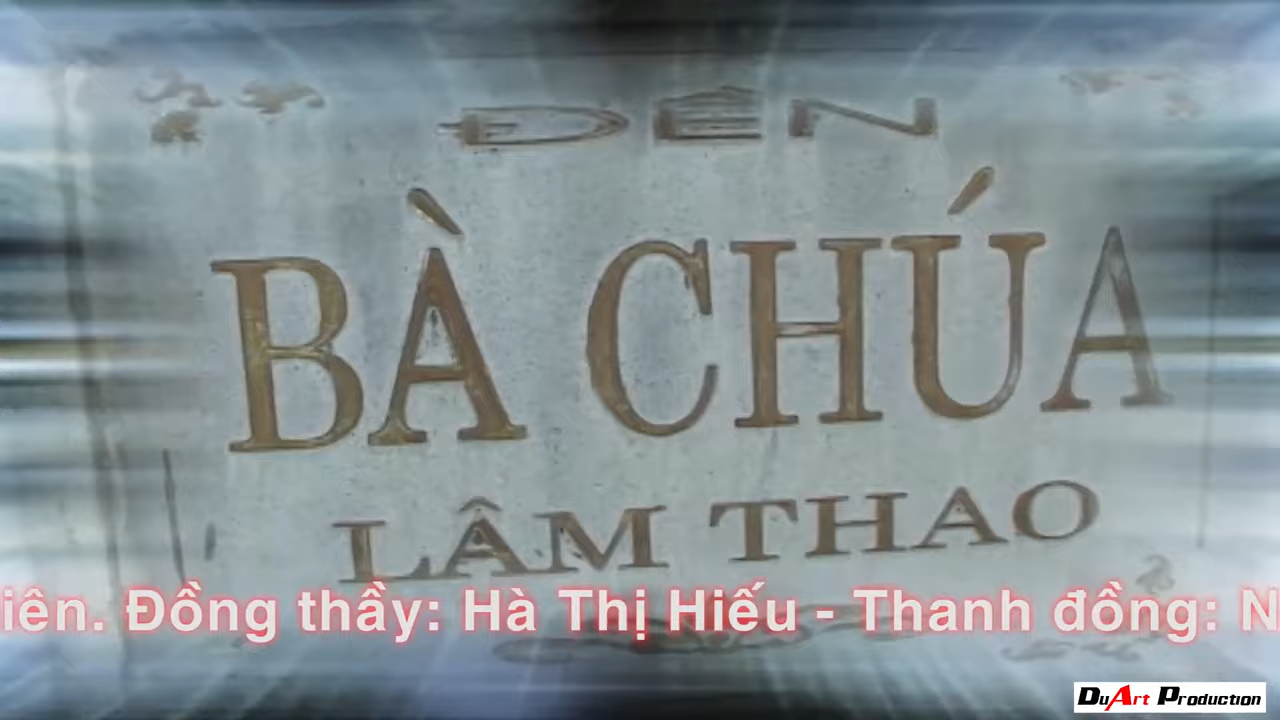 ĐỀN
BÀ CHÚA
LÂM THAO
iên. Đồng thầy: Hà Thị Hiếu - Thanh đồng: N
DuArt Production